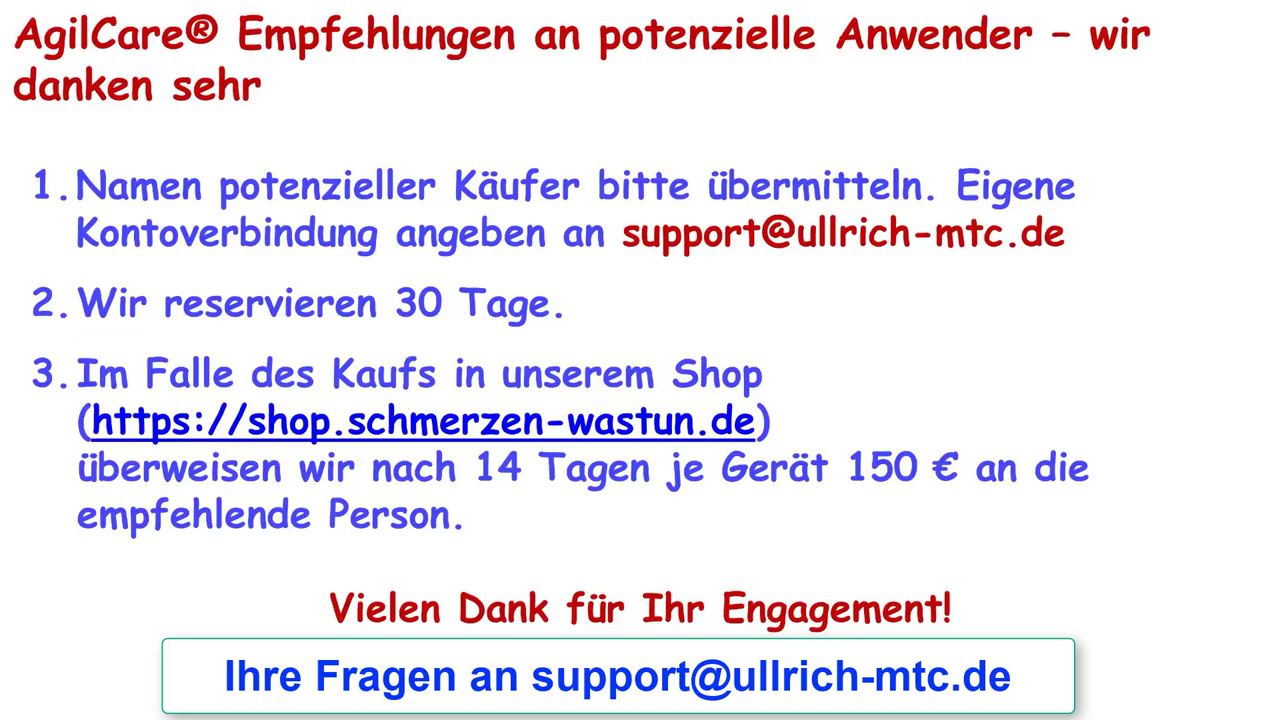 AgilCare® Empfehlungen an potenzielle Anwender – wir
danken sehr
1. Namen potenzieller Käufer bitte übermitteln. Eigene
Kontoverbindung angeben an support@ullrich-mtc.de
2. Wir reservieren 30 Tage.
3. Im Falle des Kaufs in unserem Shop
(https://shop.schmerzen-wastun.de)
überweisen wir nach 14 Tagen je Gerät 150 € an die
empfehlende Person.
Vielen Dank für Ihr Engagement!
Ihre Fragen an support@ullrich-mtc.de